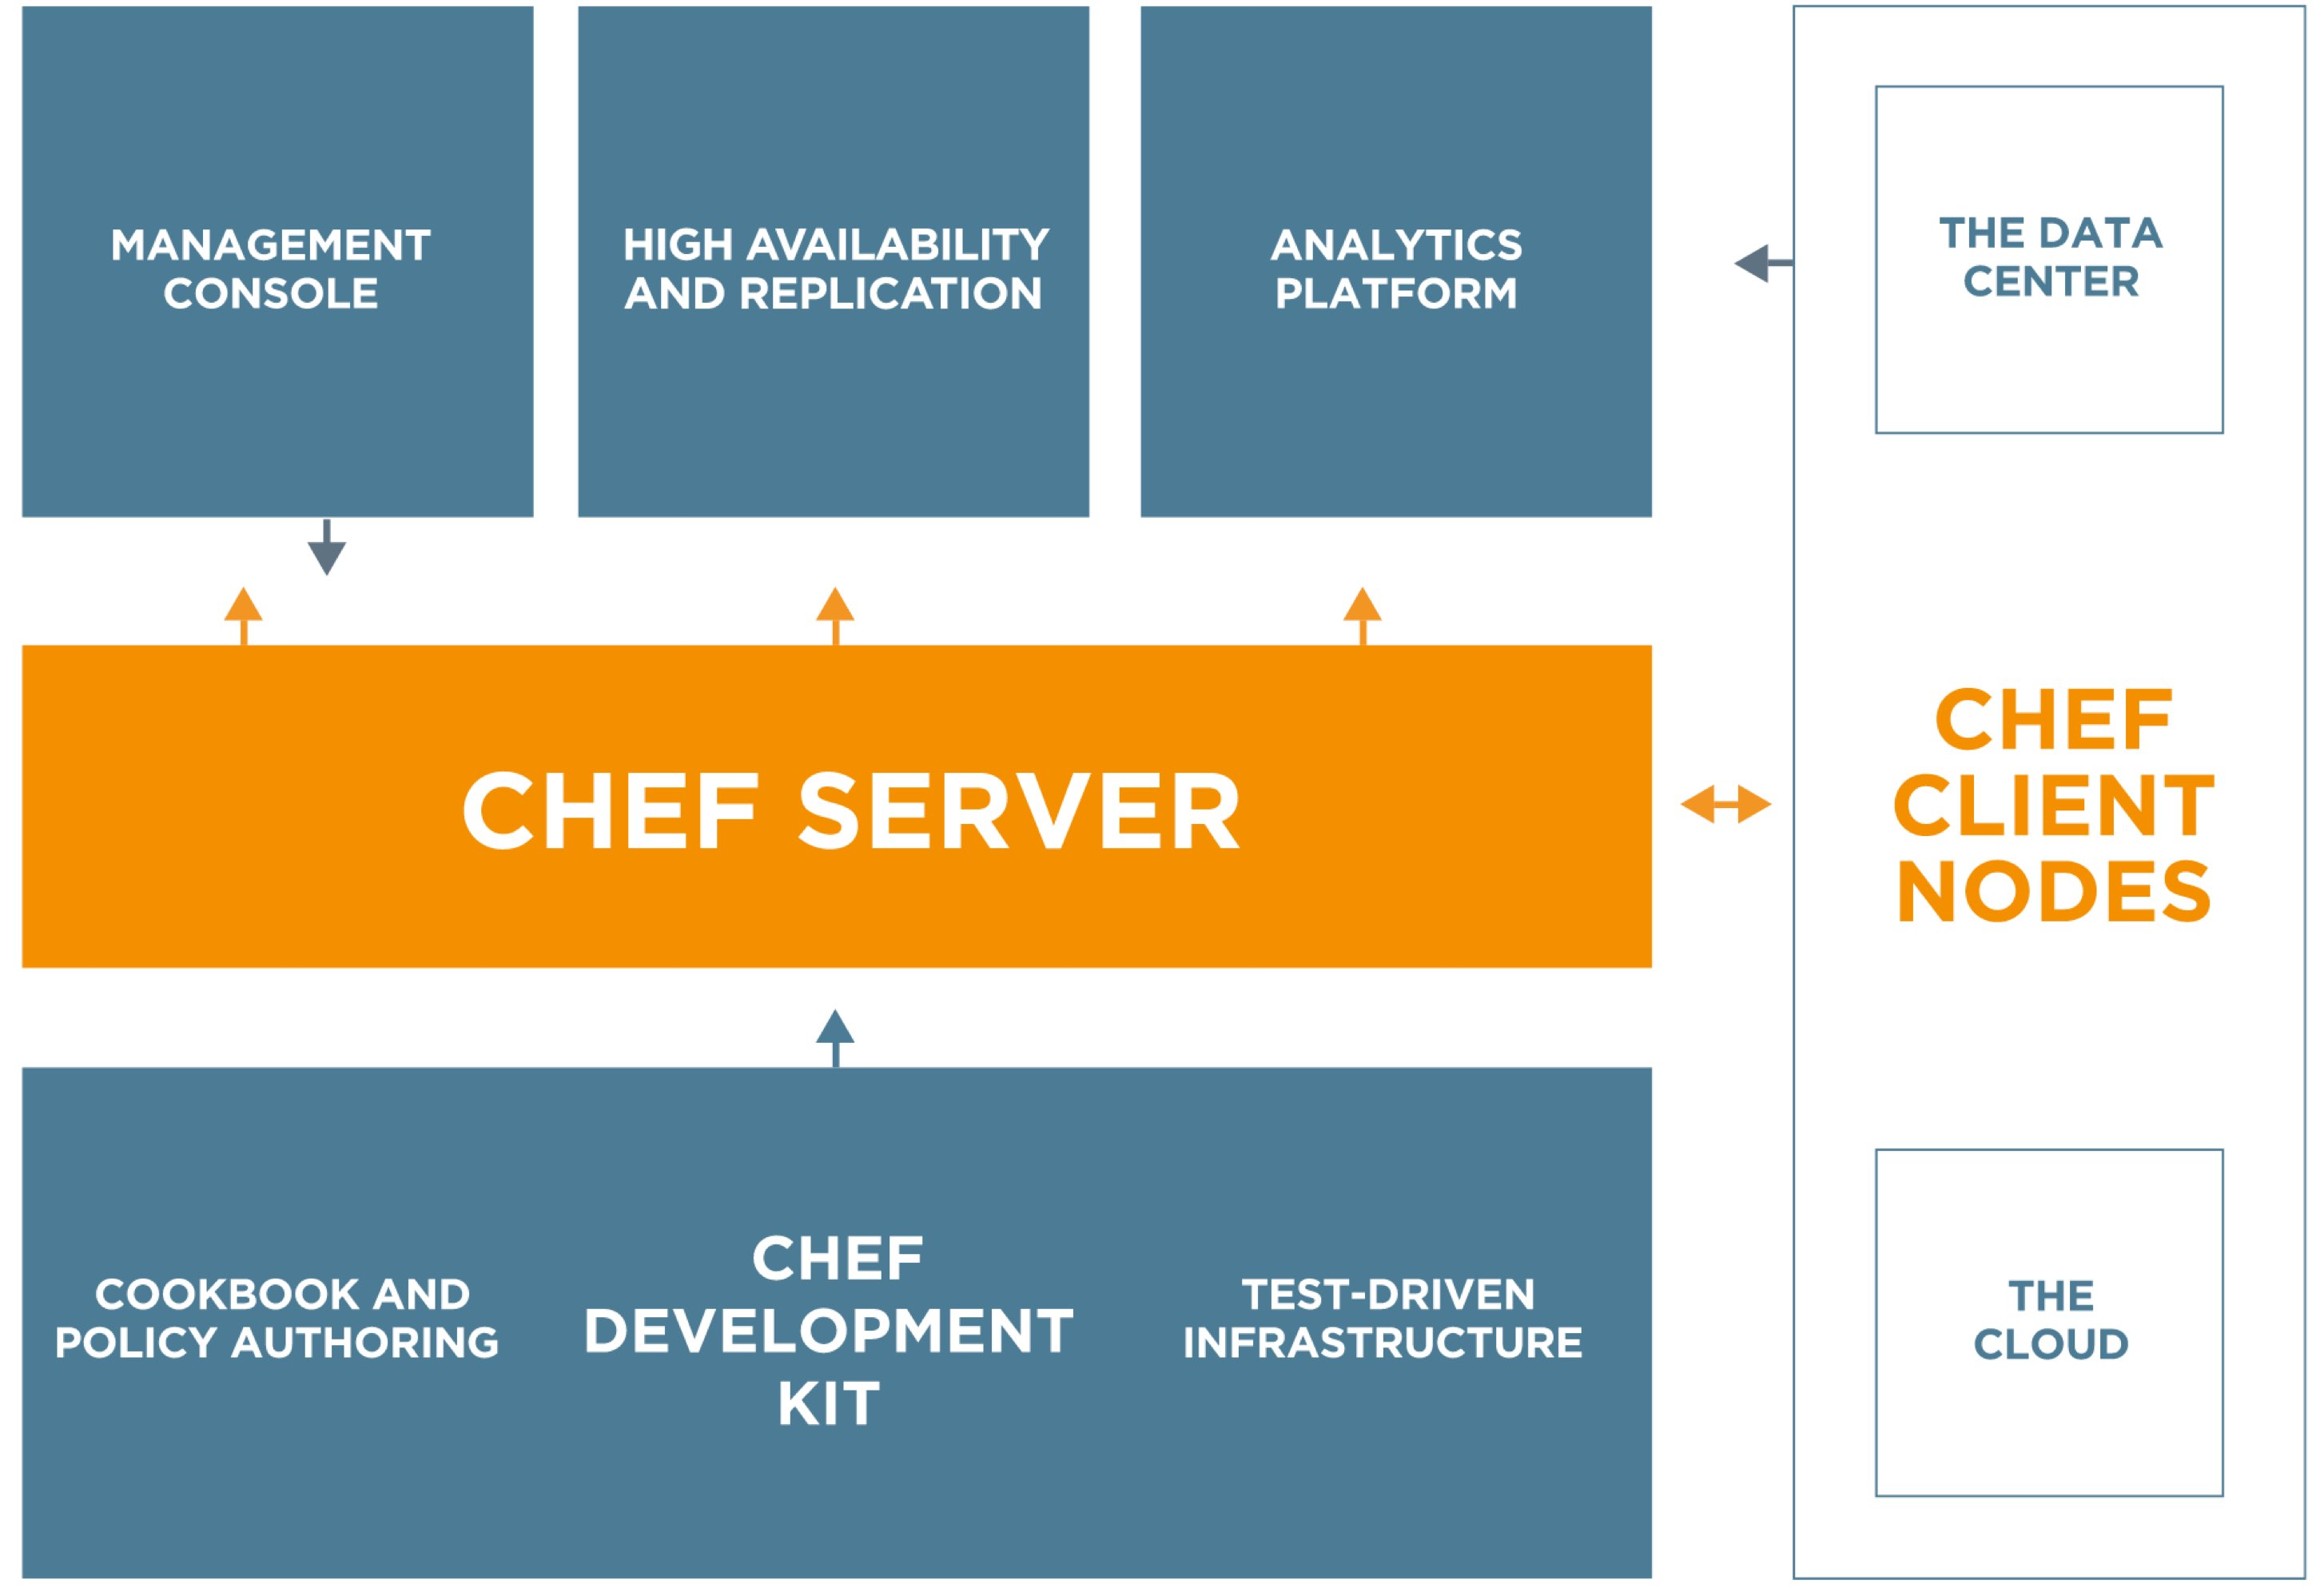 MANAGEMENT
CONSOLE
HIGH AVAILABILITY
AND REPLICATION
ANALYTICS
PLATFORM
THE DATA
CENTER
CHEF SERVER
CHEF
CLIENT
NODES
COOKBOOK AND
POLICY AUTHORING
CHEF
DEVELOPMENT
KIT
TEST-DRIVEN
INFRASTRUCTURE
THE
CLOUD